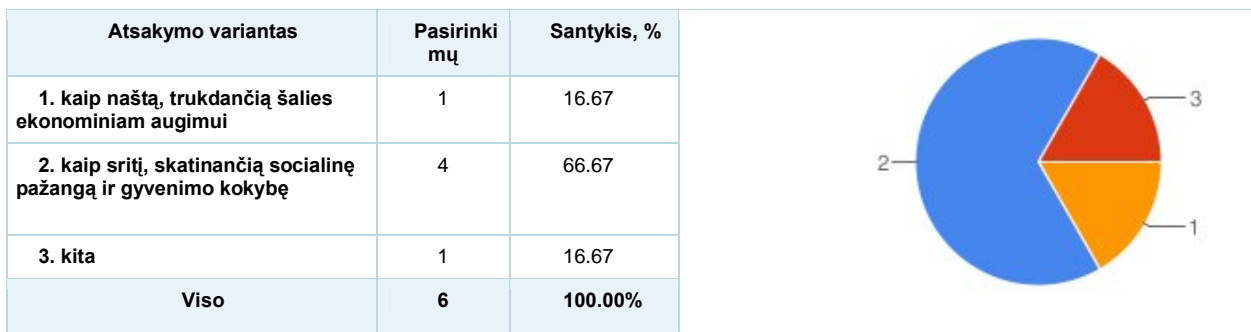 Atsakymo variantas Pasirinki Santykis, %
mų
1. kaip naštą, trukdančią šalies 1 16.67
ekonominiam augimui
2. kaip sritį, skatinančią socialinę 4 66.67
pažangą ir gyvenimo kokybę
3. kita 1 16.67
Viso 6 100.00%
3
2
1